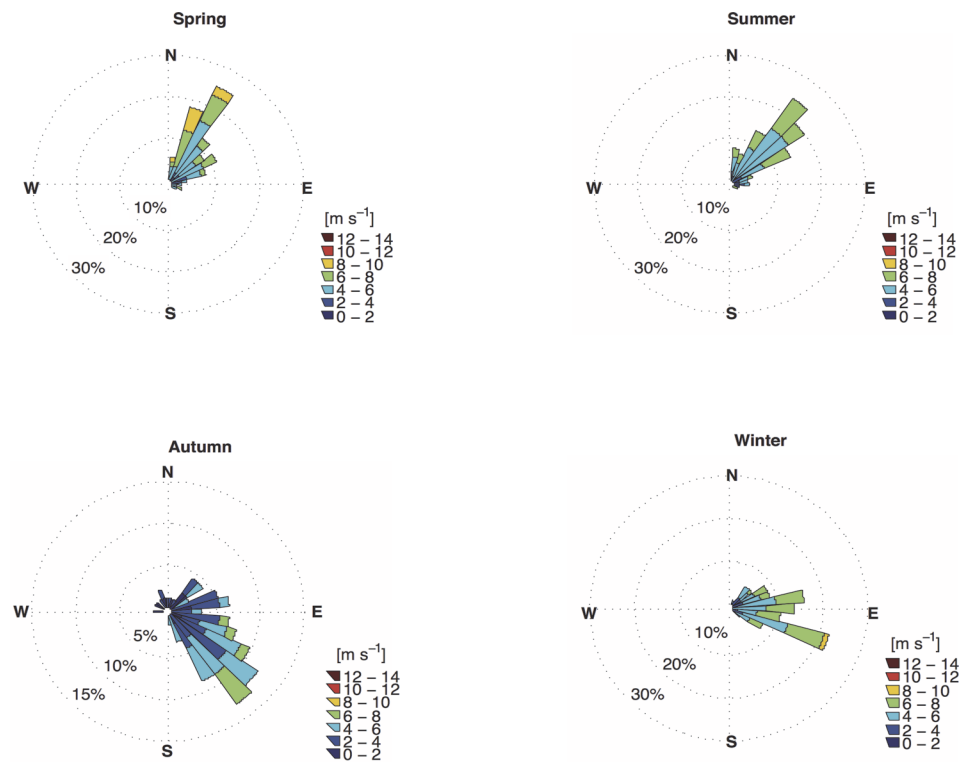 Spring
N
W
E
S
10%
20%
30%
[m s⁻¹]
12 – 14
10 – 12
8 – 10
6 – 8
4 – 6
2 – 4
0 – 2
Summer
N
W
E
S
10%
20%
30%
[m s⁻¹]
12 – 14
10 – 12
8 – 10
6 – 8
4 – 6
2 – 4
0 – 2
Autumn
N
W
E
S
5%
10%
15%
[m s⁻¹]
12 – 14
10 – 12
8 – 10
6 – 8
4 – 6
2 – 4
0 – 2
Winter
N
W
E
S
10%
20%
30%
[m s⁻¹]
12 – 14
10 – 12
8 – 10
6 – 8
4 – 6
2 – 4
0 – 2